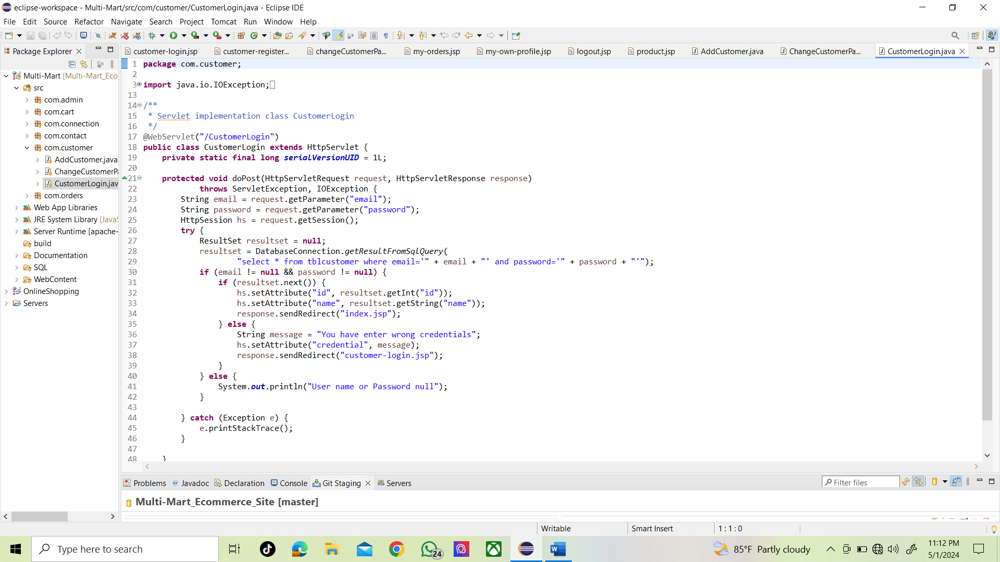 eclipse-workspace - Multi-Mart/src/com/customer/CustomerLogin.java - Eclipse IDE
File Edit Source Refactor Navigate Search Project Tomcat Run Window Help
Package Explorer
customer-login.jsp customer-register... changeCustomerPa... my-orders.jsp my-own-profile.jsp logout.jsp product.jsp AddCustomer.java ChangeCustomerPa... CustomerLogin.java
Multi-Mart [Multi-Mart_Eco
src
com.admin
com.cart
com.connection
com.contact
com.customer
AddCustomer.java
ChangeCustomerPa
CustomerLogin.jav
com.orders
Web App Libraries
JRE System Library [JavaS
Server Runtime [apache-
build
Documentation
SQL
WebContent
OnlineShopping
Servers
1 package com.customer;
2
3 import java.io.IOException;
13
14 /**
15 * Servlet implementation class CustomerLogin
16 */
17 @WebServlet("/CustomerLogin")
18 public class CustomerLogin extends HttpServlet {
19 private static final long serialVersionUID = 1L;
20
21 protected void doPost(HttpServletRequest request, HttpServletResponse response)
22 throws ServletException, IOException {
23 String email = request.getParameter("email");
24 String password = request.getParameter("password");
25 HttpSession hs = request.getSession();
26 try {
27 ResultSet resultset = null;
28 resultset = DatabaseConnection.getResultFromSqlQuery(
29 "select * from tblcustomer where email='" + email + "' and password='" + password + "'");
30 if (email != null && password != null) {
31 if (resultset.next()) {
32 hs.setAttribute("id", resultset.getInt("id"));
33 hs.setAttribute("name", resultset.getString("name"));
34 response.sendRedirect("index.jsp");
35 } else {
36 String message = "You have enter wrong credentials";
37 hs.setAttribute("credential", message);
38 response.sendRedirect("customer-login.jsp");
39 }
40 } else {
41 System.out.println("User name or Password null");
42 }
43
44 } catch (Exception e) {
45 e.printStackTrace();
46 }
47
48 }
Problems Javadoc Declaration Console Git Staging Servers
Filter files
Multi-Mart_Ecommerce_Site [master]
Writable Smart Insert 1 : 1 : 0
Type here to search
24
85°F Partly cloudy
11:12 PM
5/1/2024